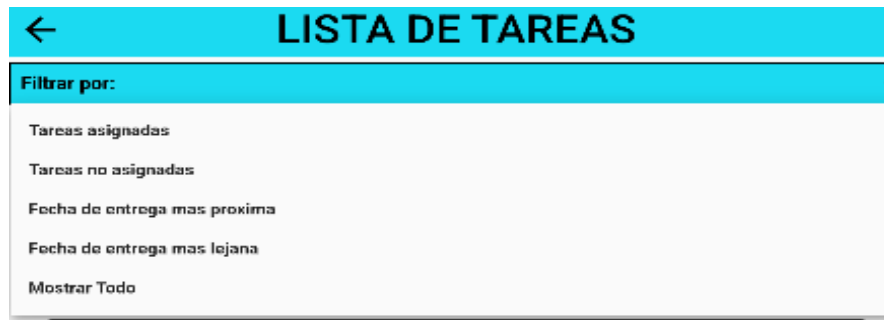 LISTA DE TAREAS
Filtrar por:
Tareas asignadas
Tareas no asignadas
Fecha de entrega mas proxima
Fecha de entrega mas lejana
Mostrar Todo